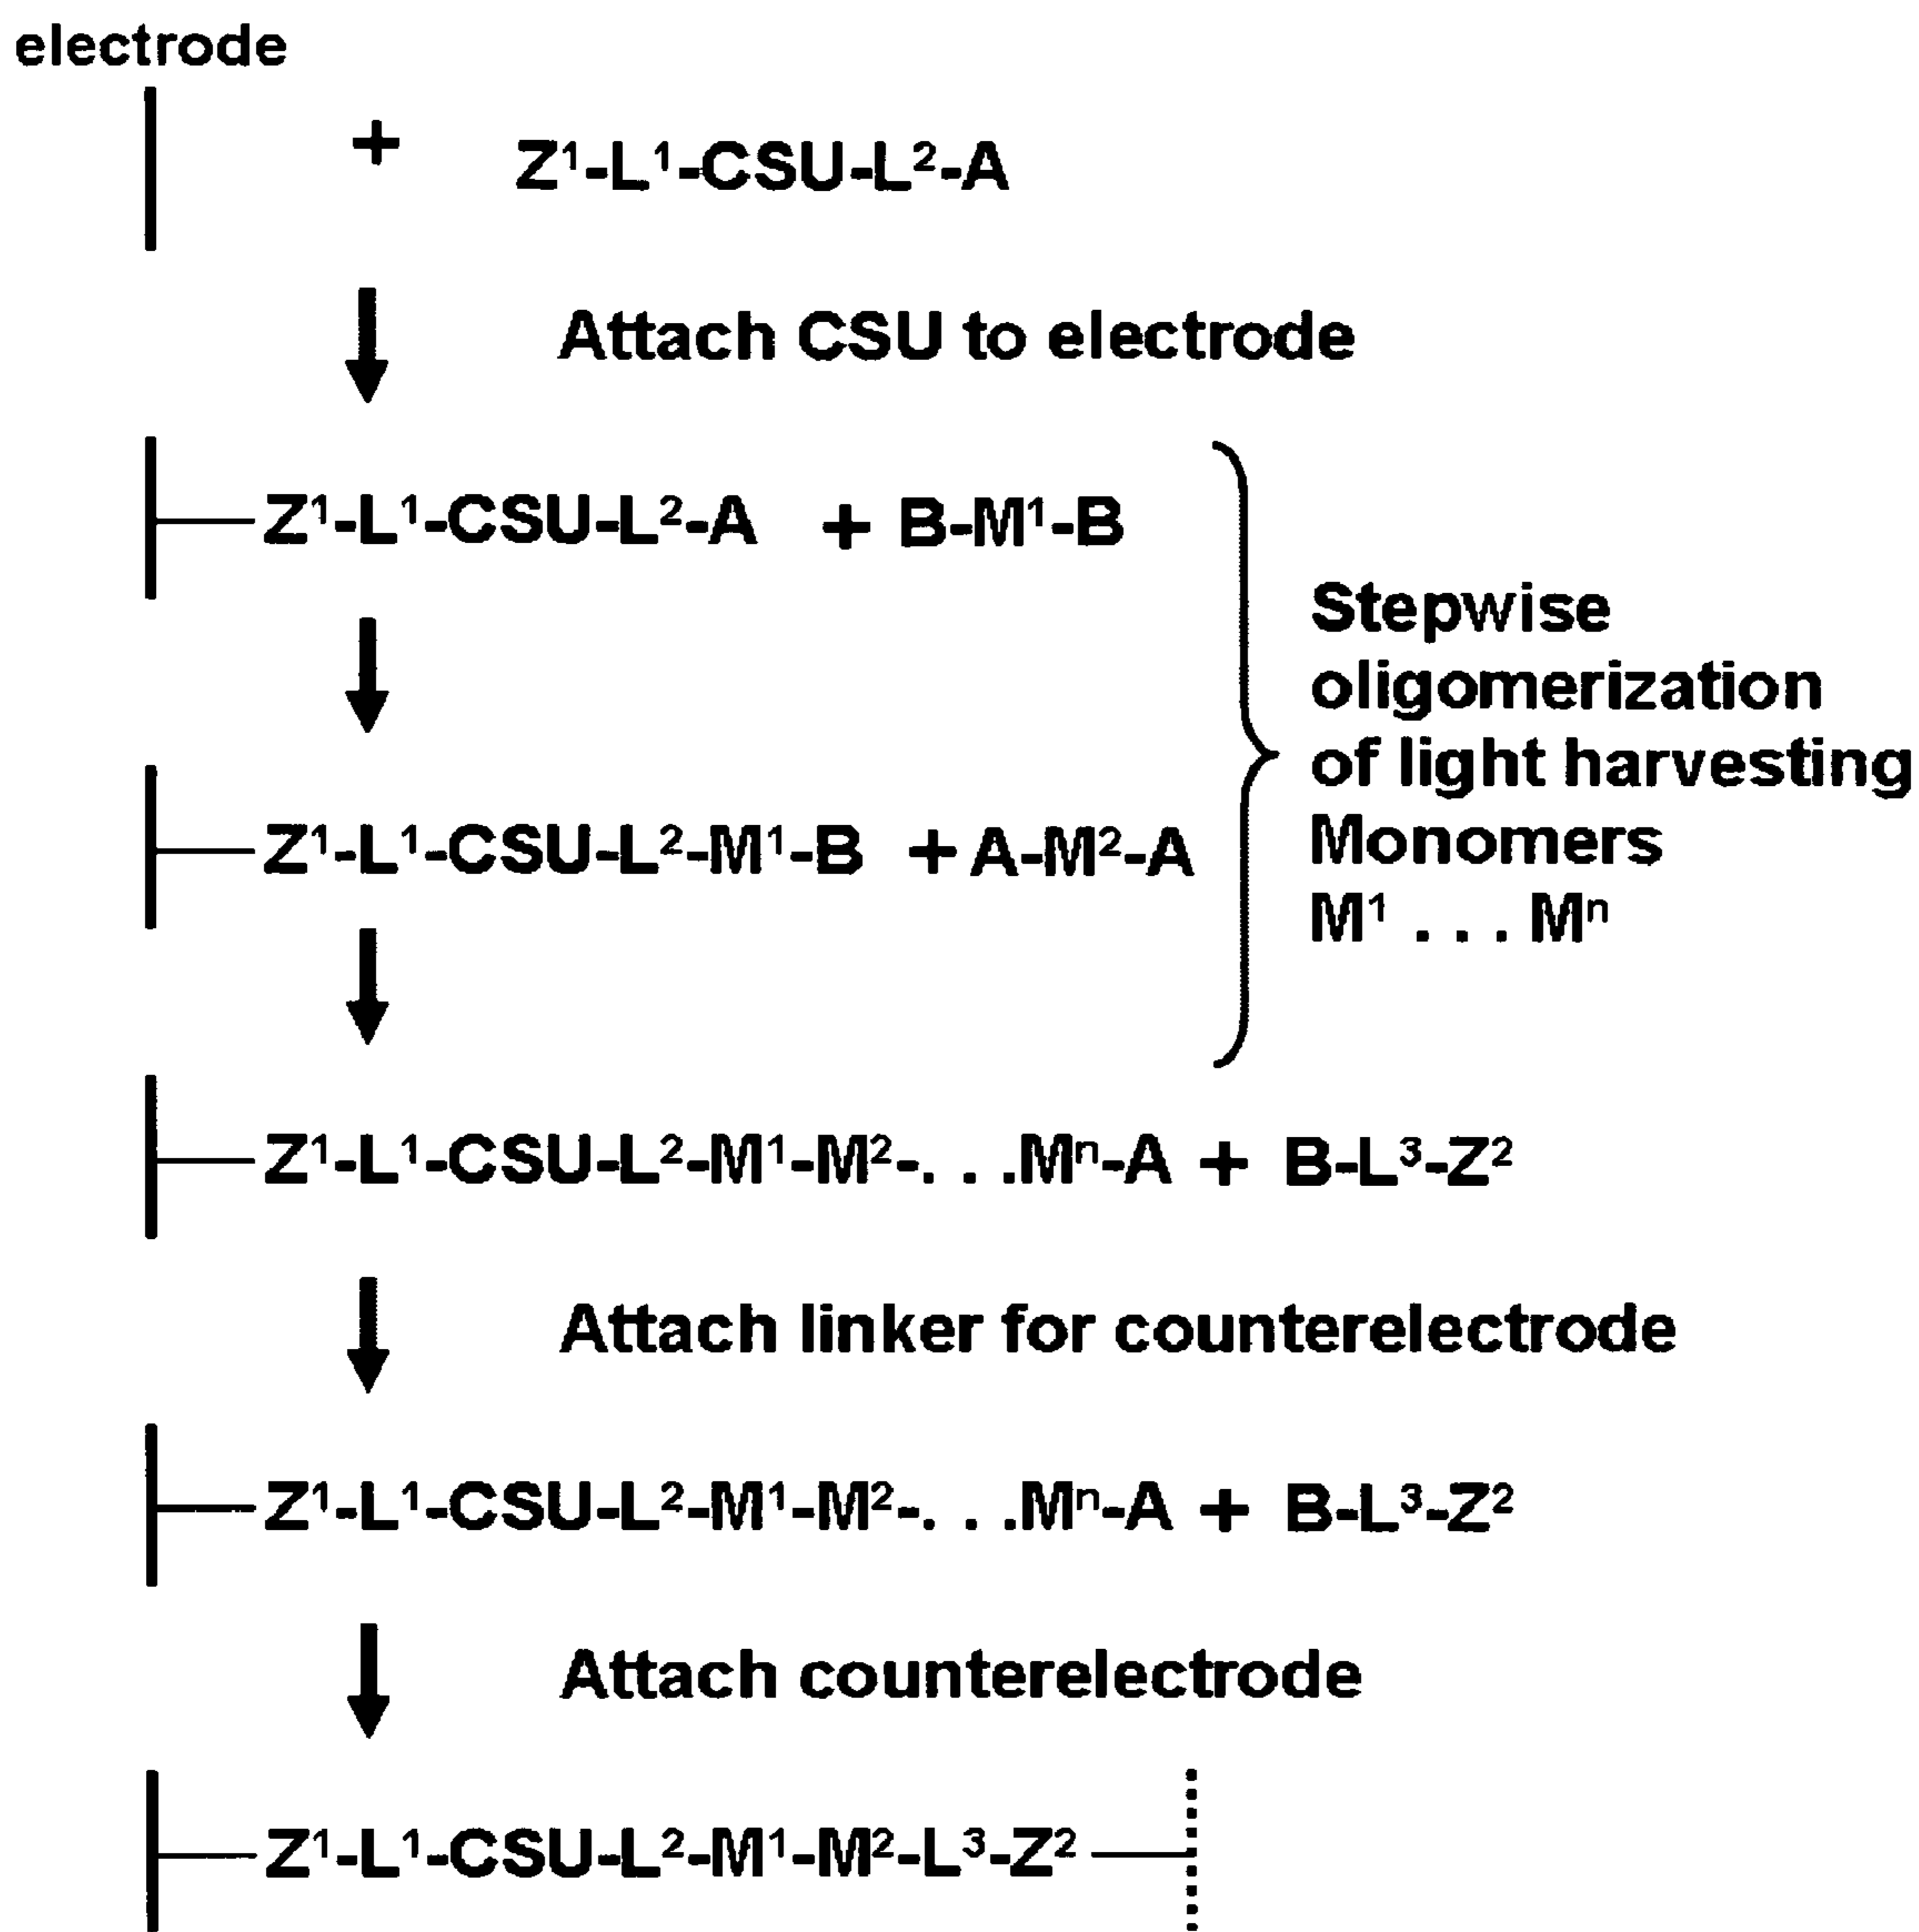 electrode
+ Z¹-L¹-CSU-L²-A
Attach CSU to electrode
Z¹-L¹-CSU-L²-A + B-M¹-B
Stepwise
oligomerization
of light harvesting
Monomers
M¹ . . . Mⁿ
Z¹-L¹-CSU-L²-M¹-B + A-M²-A
Z¹-L¹-CSU-L²-M¹-M²-. . .Mⁿ-A + B-L³-Z²
Attach linker for counterelectrode
Z¹-L¹-CSU-L²-M¹-M²-. . .Mⁿ-A + B-L³-Z²
Attach counterelectrode
Z¹-L¹-CSU-L²-M¹-M²-L³-Z²